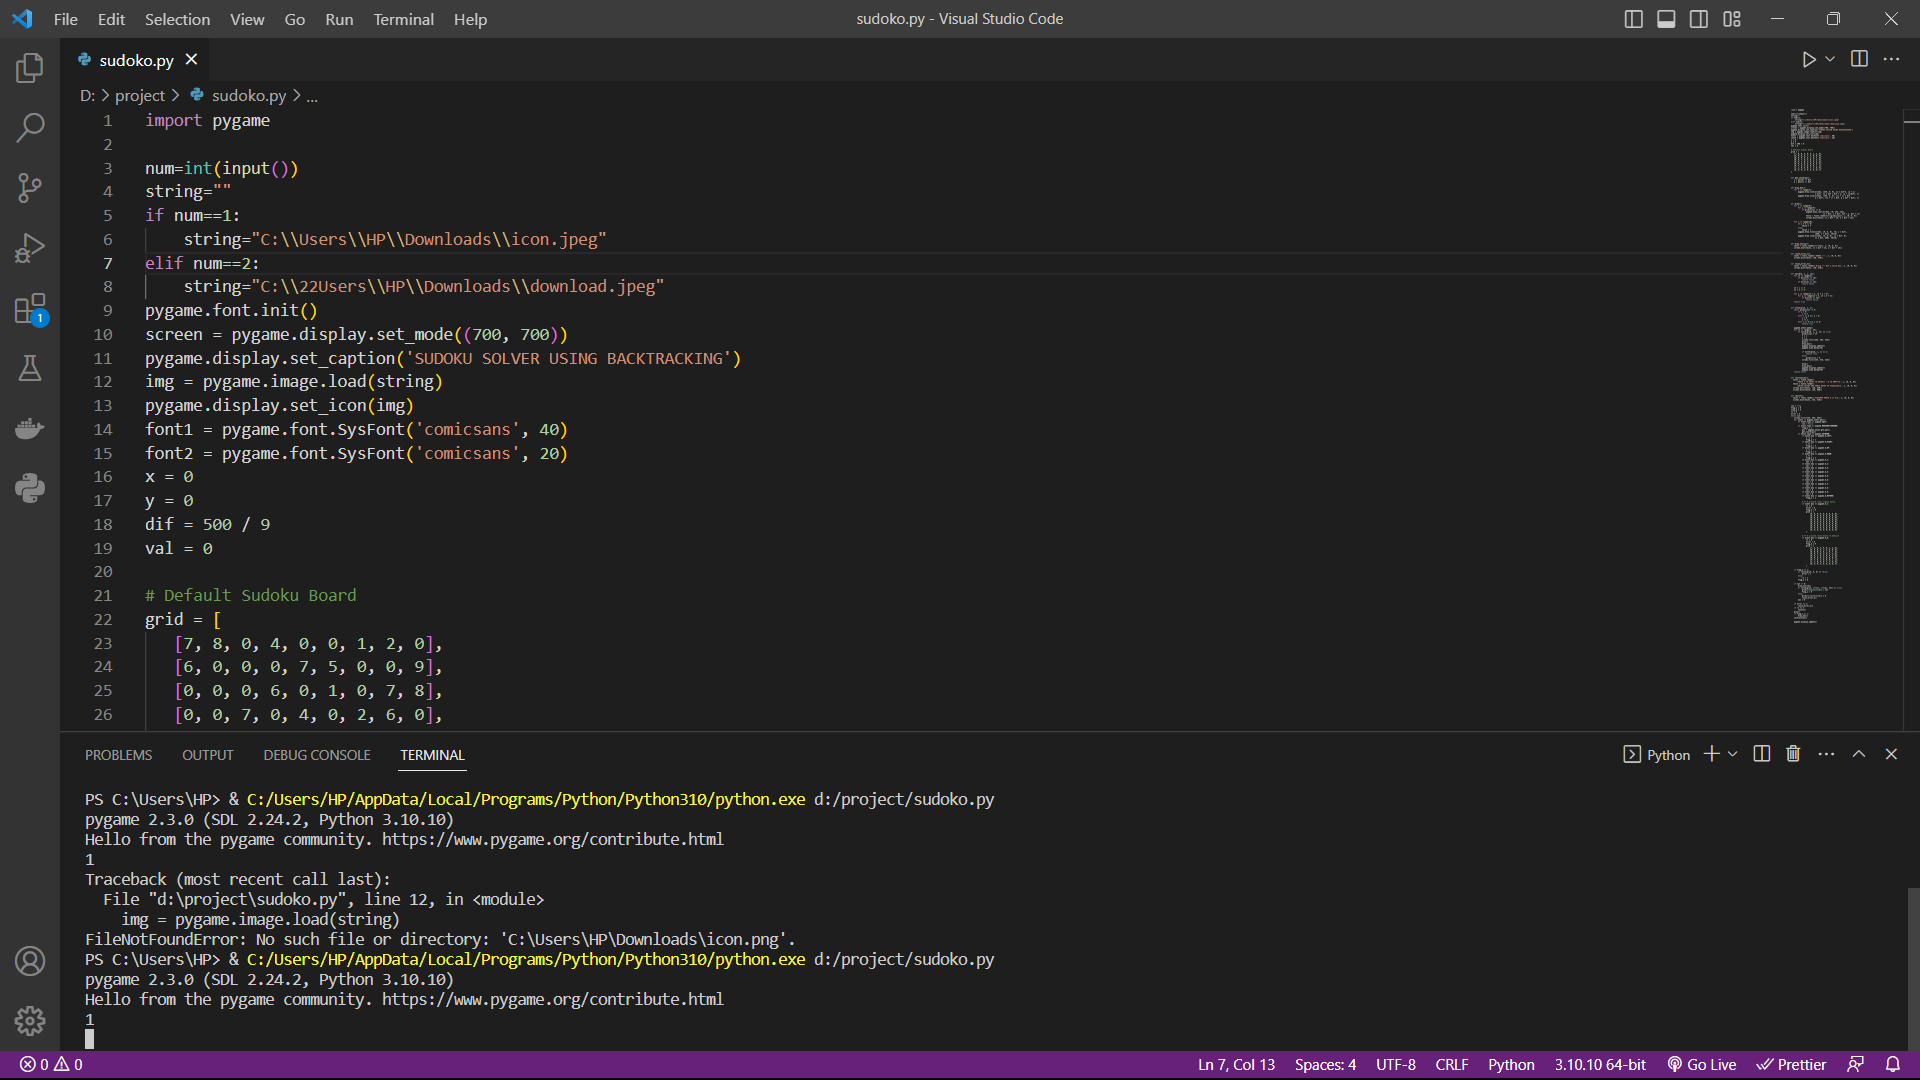 File Edit Selection View Go Run Terminal Help
sudoko.py - Visual Studio Code
sudoko.py
D: > project > sudoko.py > ...
1 import pygame
2
3 num=int(input())
4 string=""
5 if num==1:
6 string="C:\\Users\\HP\\Downloads\\icon.jpeg"
7 elif num==2:
8 string="C:\\22Users\\HP\\Downloads\\download.jpeg"
9 pygame.font.init()
10 screen = pygame.display.set_mode((700, 700))
11 pygame.display.set_caption('SUDOKU SOLVER USING BACKTRACKING')
12 img = pygame.image.load(string)
13 pygame.display.set_icon(img)
14 font1 = pygame.font.SysFont('comicsans', 40)
15 font2 = pygame.font.SysFont('comicsans', 20)
16 x = 0
17 y = 0
18 dif = 500 / 9
19 val = 0
20
21 # Default Sudoku Board
22 grid = [
23 [7, 8, 0, 4, 0, 0, 1, 2, 0],
24 [6, 0, 0, 0, 7, 5, 0, 0, 9],
25 [0, 0, 0, 6, 0, 1, 0, 7, 8],
26 [0, 0, 7, 0, 4, 0, 2, 6, 0],
1
PROBLEMS OUTPUT DEBUG CONSOLE TERMINAL
Python
PS C:\Users\HP> & C:/Users/HP/AppData/Local/Programs/Python/Python310/python.exe d:/project/sudoko.py
pygame 2.3.0 (SDL 2.24.2, Python 3.10.10)
Hello from the pygame community. https://www.pygame.org/contribute.html
1
Traceback (most recent call last):
File "d:\project\sudoko.py", line 12, in <module>
img = pygame.image.load(string)
FileNotFoundError: No such file or directory: 'C:\Users\HP\Downloads\icon.png'.
PS C:\Users\HP> & C:/Users/HP/AppData/Local/Programs/Python/Python310/python.exe d:/project/sudoko.py
pygame 2.3.0 (SDL 2.24.2, Python 3.10.10)
Hello from the pygame community. https://www.pygame.org/contribute.html
1
0 0 Ln 7, Col 13 Spaces: 4 UTF-8 CRLF Python 3.10.10 64-bit Go Live Prettier